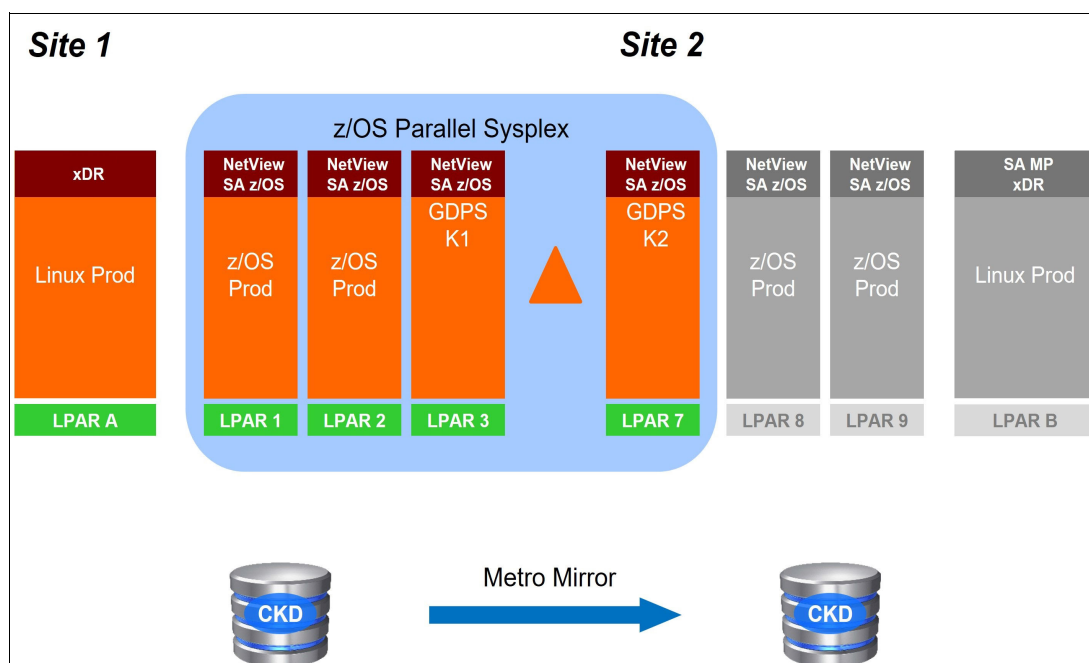 Site 1
Site 2
z/OS Parallel Sysplex
xDR
Linux Prod
LPAR A
NetView
SA z/OS
z/OS
Prod
LPAR 1
NetView
SA z/OS
z/OS
Prod
LPAR 2
NetView
SA z/OS
GDPS
K1
LPAR 3
NetView
SA z/OS
GDPS
K2
LPAR 7
NetView
SA z/OS
z/OS
Prod
LPAR 8
NetView
SA z/OS
z/OS
Prod
LPAR 9
SA MP
xDR
Linux Prod
LPAR B
CKD
Metro Mirror
CKD